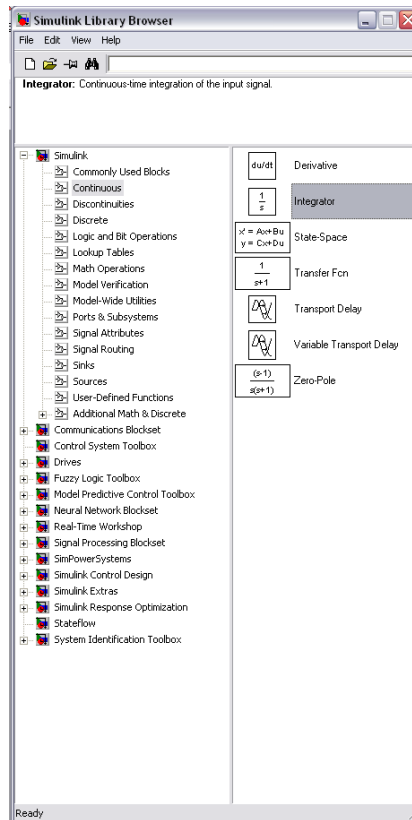 Simulink Library Browser
File Edit View Help
Integrator: Continuous-time integration of the input signal.
Simulink
Commonly Used Blocks
Continuous
Discontinuities
Discrete
Logic and Bit Operations
Lookup Tables
Math Operations
Model Verification
Model-Wide Utilities
Ports & Subsystems
Signal Attributes
Signal Routing
Sinks
Sources
User-Defined Functions
Additional Math & Discrete
Communications Blockset
Control System Toolbox
Drives
Fuzzy Logic Toolbox
Model Predictive Control Toolbox
Neural Network Blockset
Real-Time Workshop
Signal Processing Blockset
SimPowerSystems
Simulink Control Design
Simulink Extras
Simulink Response Optimization
Stateflow
System Identification Toolbox
du/dt Derivative
1
s
Integrator
x' = Ax+Bu
y = Cx+Du
State-Space
1
s+1
Transfer Fcn
Transport Delay
Variable Transport Delay
(s-1)
s(s+1)
Zero-Pole
Ready